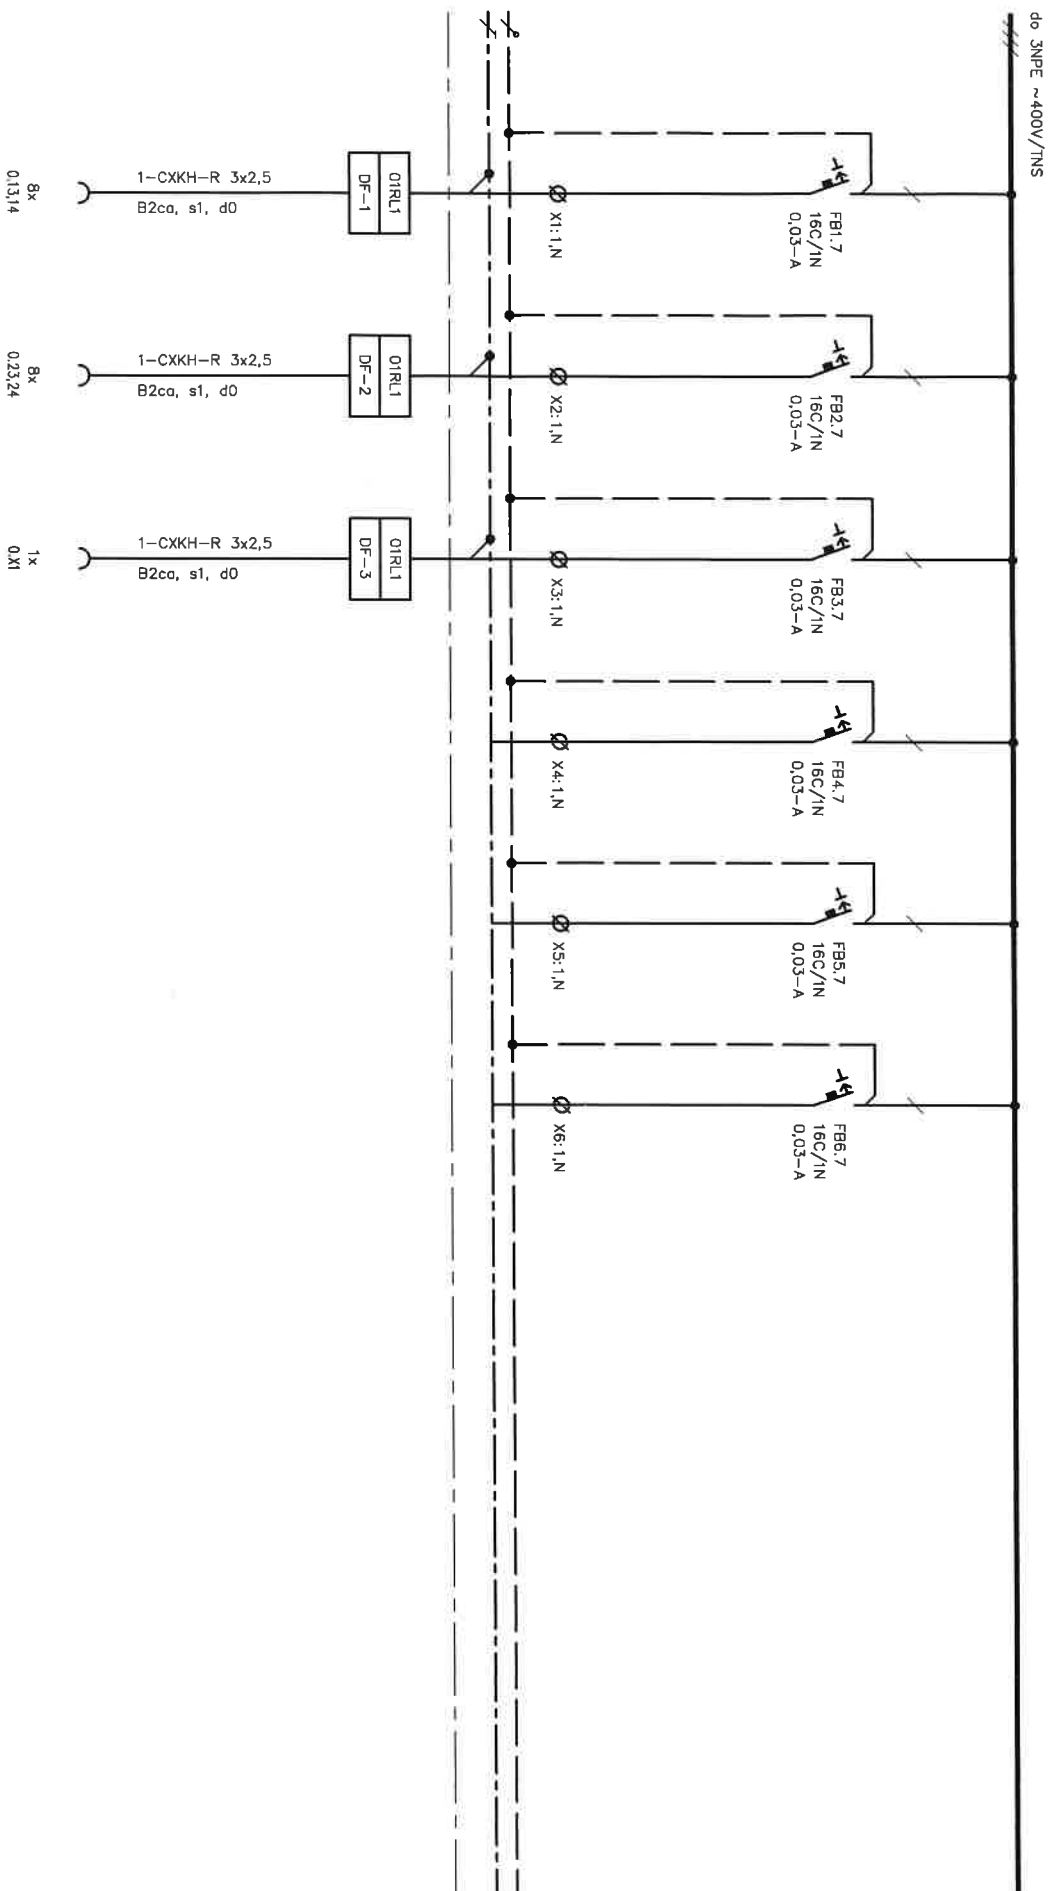 do 3NPE ~400V/TNS
FB1.7
16C/1N
0,03-A
X1:1,N
01RL1
DF-1
1-CXKH-R 3x2,5
B2ca, s1, d0
8x
0.13,14
FB2.7
16C/1N
0,03-A
X2:1,N
01RL1
DF-2
1-CXKH-R 3x2,5
B2ca, s1, d0
8x
0.23,24
FB3.7
16C/1N
0,03-A
X3:1,N
01RL1
DF-3
1-CXKH-R 3x2,5
B2ca, s1, d0
1x
0.X1
FB4.7
16C/1N
0,03-A
X4:1,N
FB5.7
16C/1N
0,03-A
X5:1,N
FB6.7
16C/1N
0,03-A
X6:1,N